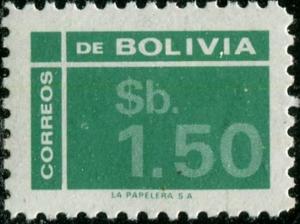 CORREOS
DE BOLIVIA
$b.
1.50
LA PAPELERA S A